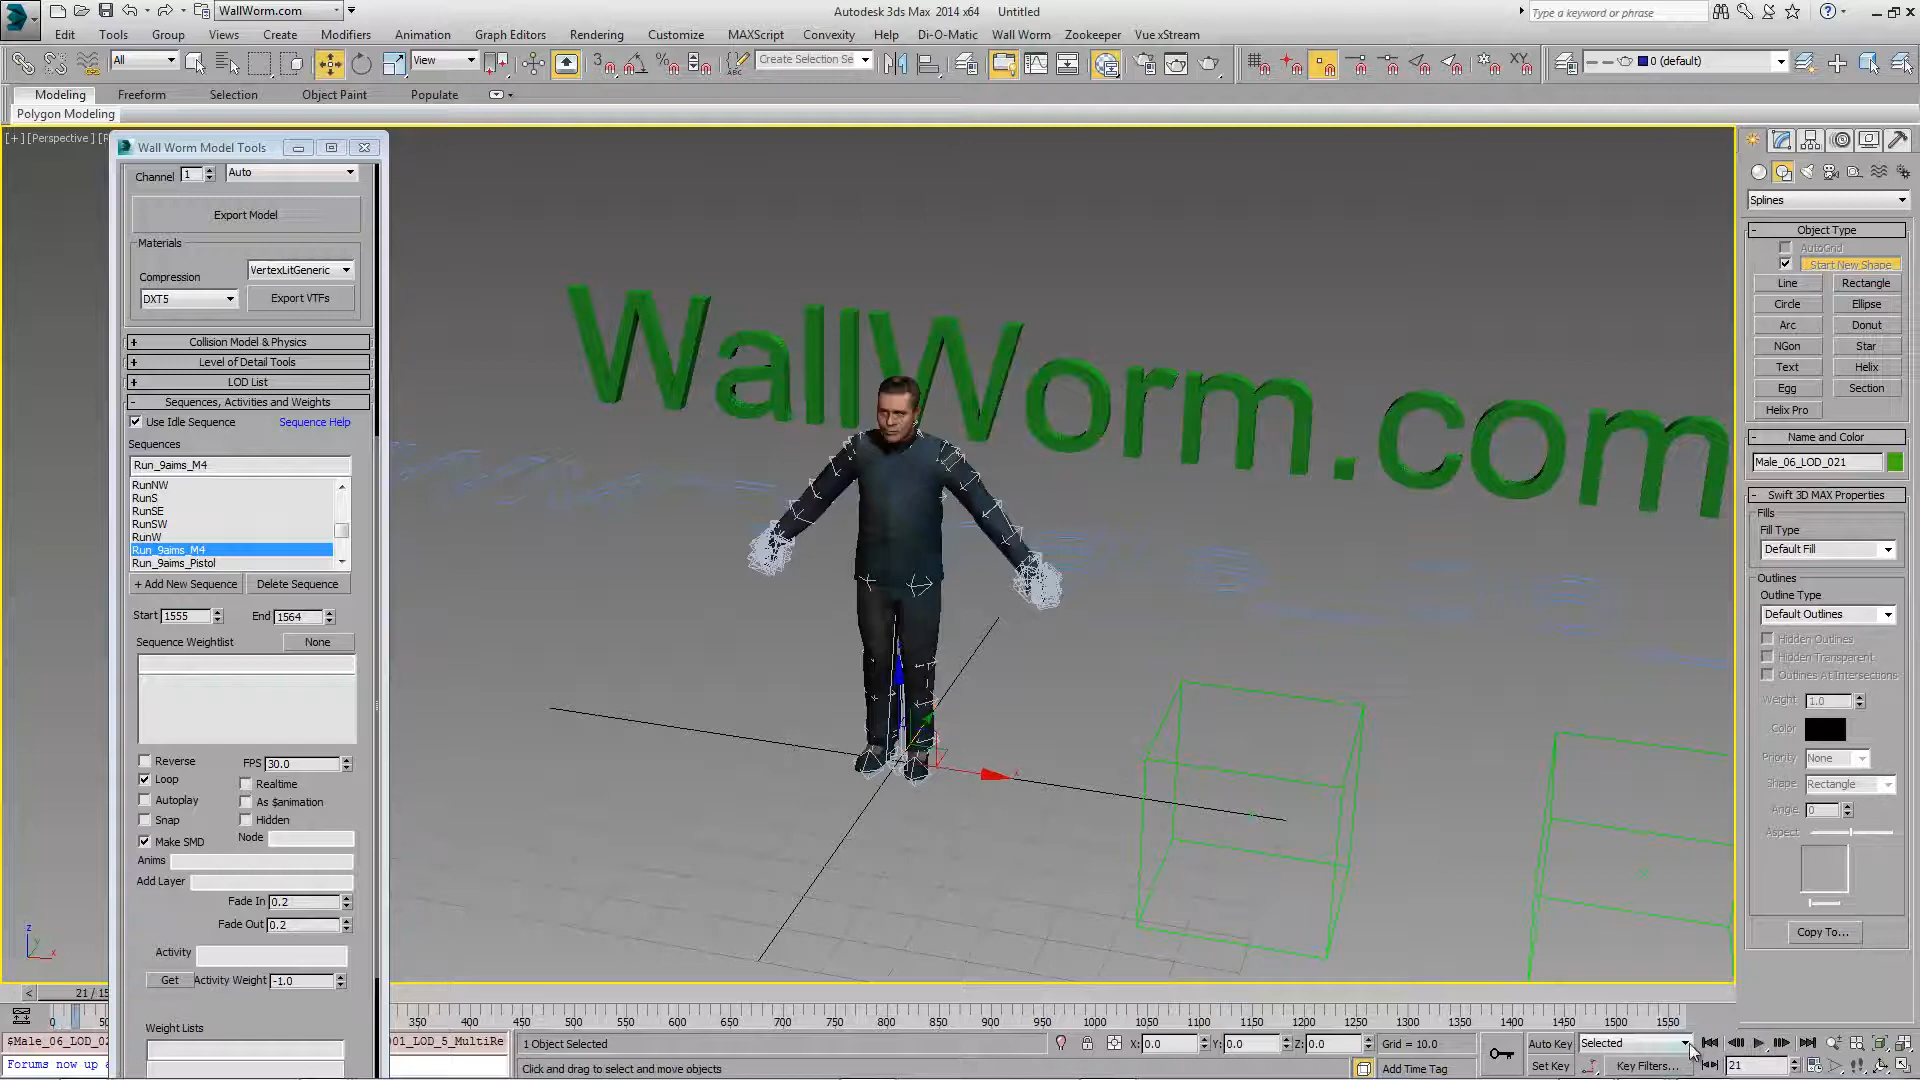 WallWorm.com
Autodesk 3ds Max 2014 x64 Untitled
Type a keyword or phrase
Edit Tools Group Views Create Modifiers Animation Graph Editors Rendering Customize MAXScript Convexity Help Di-O-Matic Wall Worm Zookeeper Vue xStream
All View Create Selection Se 0 (default)
Modeling Freeform Selection Object Paint Populate
Polygon Modeling
[+] [Perspective] [R
Wall Worm Model Tools
Channel 1 Auto
Export Model
Materials
Compression VertexLitGeneric
DXT5 Export VTFs
+ Collision Model & Physics
+ Level of Detail Tools
+ LOD List
- Sequences, Activities and Weights
Use Idle Sequence Sequence Help
Sequences
Run_9aims_M4
RunNW
RunS
RunSE
RunSW
RunW
Run_9aims_M4
Run_9aims_Pistol
+ Add New Sequence Delete Sequence
Start 1555 End 1564
Sequence Weightlist None
Reverse FPS 30.0
Loop Realtime
Autoplay As $animation
Snap Hidden
Make SMD Node
Anims
Add Layer
Fade In 0.2
Fade Out 0.2
Activity
Get Activity Weight -1.0
Weight Lists
WallWorm.com
x
z
y
x
Splines
- Object Type
AutoGrid
Start New Shape
Line Rectangle
Circle Ellipse
Arc Donut
NGon Star
Text Helix
Egg Section
Helix Pro
- Name and Color
Male_06_LOD_021
- Swift 3D MAX Properties
Fills
Fill Type
Default Fill
Outlines
Outline Type
Default Outlines
Hidden Outlines
Hidden Transparent
Outlines At Intersections
Weight 1.0
Color
Priority None
Shape Rectangle
Angle 0
Aspect
Copy To...
< 21 / 15
0 50 350 400 450 500 550 600 650 700 750 800 850 900 950 1000 1050 1100 1150 1200 1250 1300 1350 1400 1450 1500 1550
$Male_06_LOD_02 01_LOD_5_MultiRe 1 Object Selected X: 0.0 Y: 0.0 Z: 0.0 Grid = 10.0 Auto Key Selected
Forums now up a Click and drag to select and move objects Add Time Tag Set Key Key Filters... 21